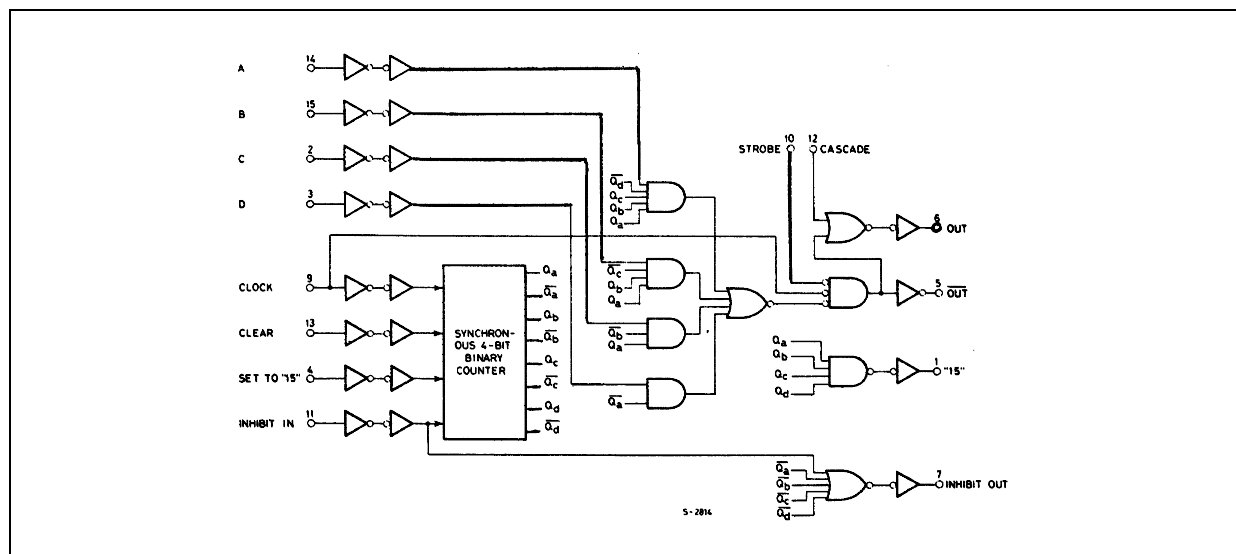 A 14
B 15
C 2
D 3
CLOCK 9
CLEAR 13
SET TO "15" 4
INHIBIT IN 11
SYNCHRON-
OUS 4-BIT
BINARY
COUNTER
Qa
Q̅a
Qb
Q̅b
Qc
Q̅c
Qd
Q̅d
Q̅d
Qc
Qb
Qa
Q̅c
Qb
Qa
Q̅b
Qa
Q̅a
10 12
STROBE CASCADE
6
OUT
5
O̅U̅T̅
Qa
Qb
Qc
Qd
1
"15"
Q̅a
Q̅b
Q̅c
Q̅d
7
INHIBIT OUT
S-2814